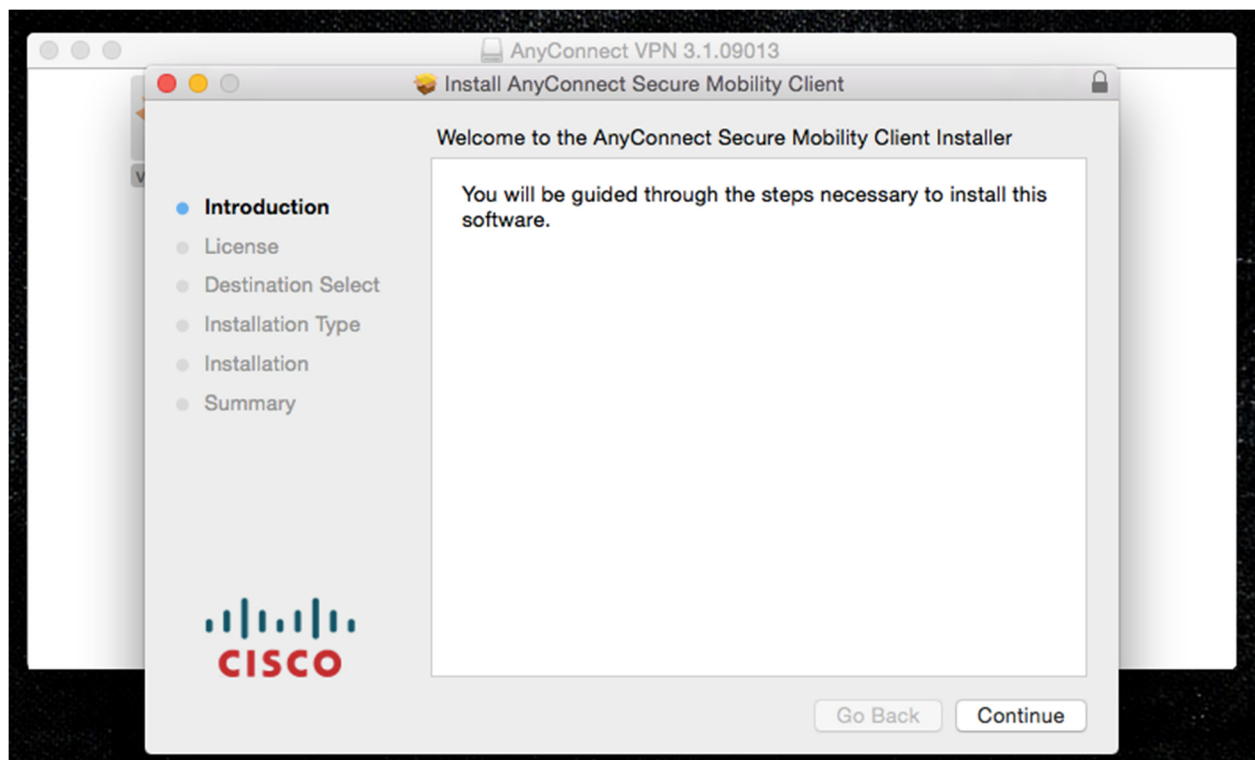 AnyConnect VPN 3.1.09013
Install AnyConnect Secure Mobility Client
Welcome to the AnyConnect Secure Mobility Client Installer
You will be guided through the steps necessary to install this
software.
Introduction
License
Destination Select
Installation Type
Installation
Summary
CISCO
Go Back
Continue